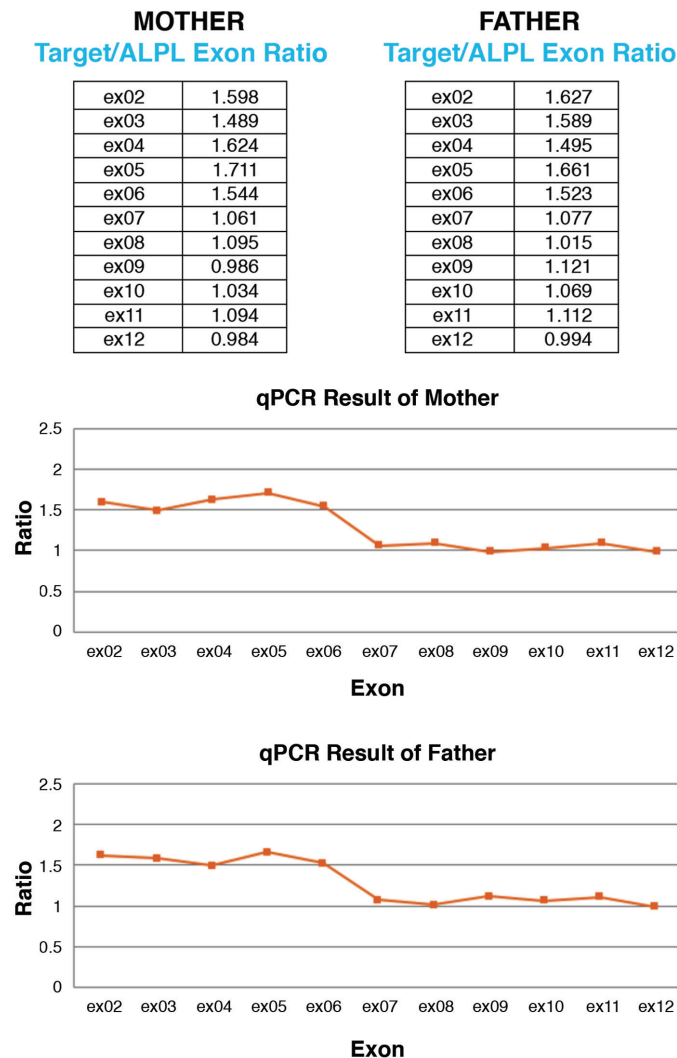 MOTHER
Target/ALPL Exon Ratio
ex02 1.598
ex03 1.489
ex04 1.624
ex05 1.711
ex06 1.544
ex07 1.061
ex08 1.095
ex09 0.986
ex10 1.034
ex11 1.094
ex12 0.984
FATHER
Target/ALPL Exon Ratio
ex02 1.627
ex03 1.589
ex04 1.495
ex05 1.661
ex06 1.523
ex07 1.077
ex08 1.015
ex09 1.121
ex10 1.069
ex11 1.112
ex12 0.994
qPCR Result of Mother
Ratio
2.5
2
1.5
1
0.5
0
ex02 ex03 ex04 ex05 ex06 ex07 ex08 ex09 ex10 ex11 ex12
Exon
qPCR Result of Father
Ratio
2.5
2
1.5
1
0.5
0
ex02 ex03 ex04 ex05 ex06 ex07 ex08 ex09 ex10 ex11 ex12
Exon